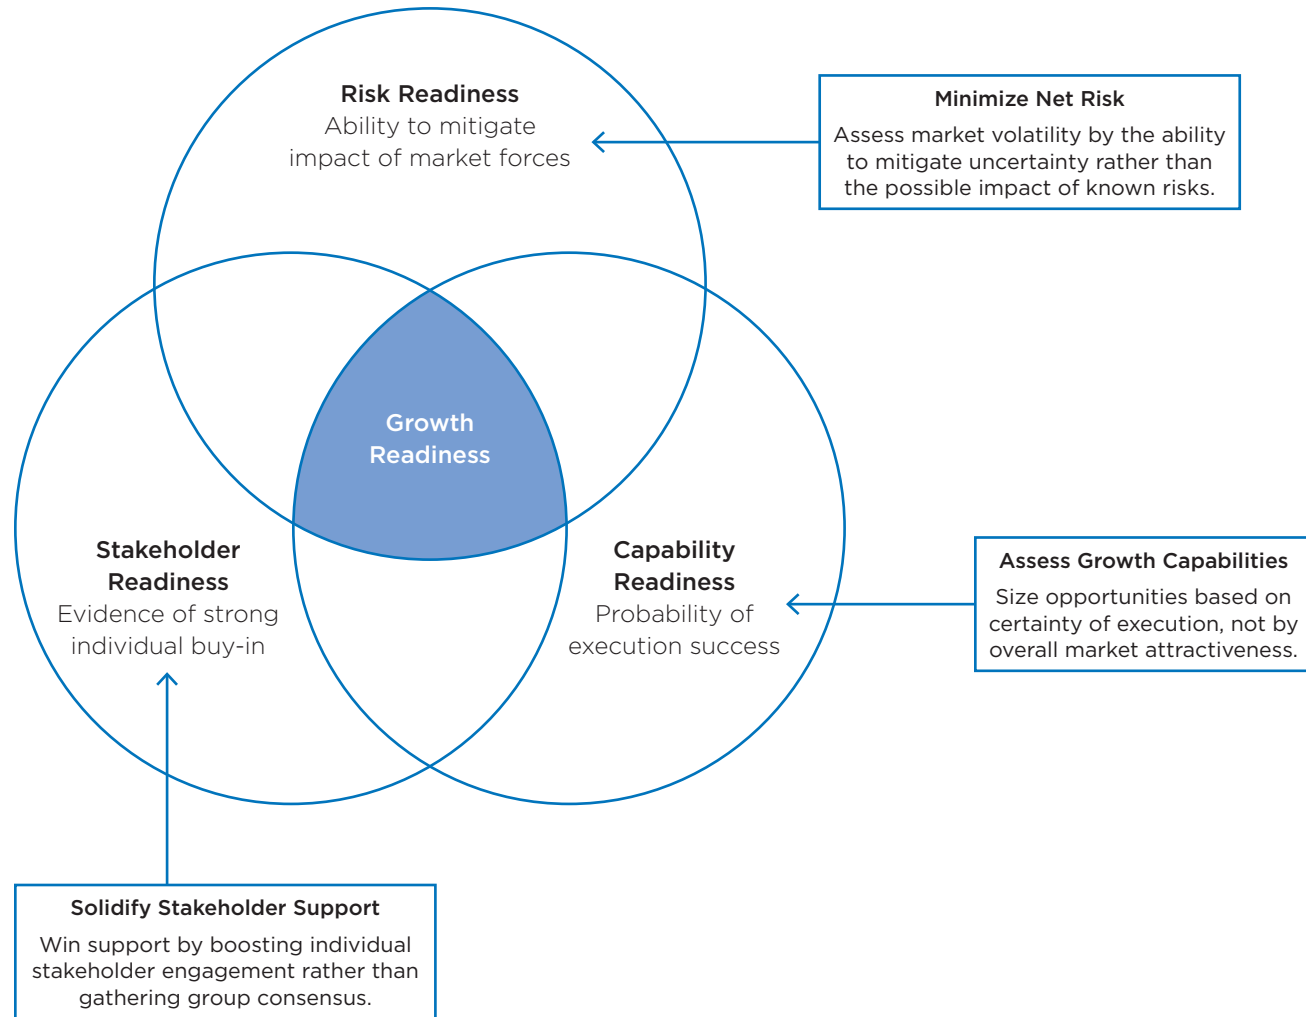 Risk Readiness
Ability to mitigate
impact of market forces
Minimize Net Risk
Assess market volatility by the ability
to mitigate uncertainty rather than
the possible impact of known risks.
Growth
Readiness
Stakeholder
Readiness
Evidence of strong
individual buy-in
Capability
Readiness
Probability of
execution success
Assess Growth Capabilities
Size opportunities based on
certainty of execution, not by
overall market attractiveness.
Solidify Stakeholder Support
Win support by boosting individual
stakeholder engagement rather than
gathering group consensus.